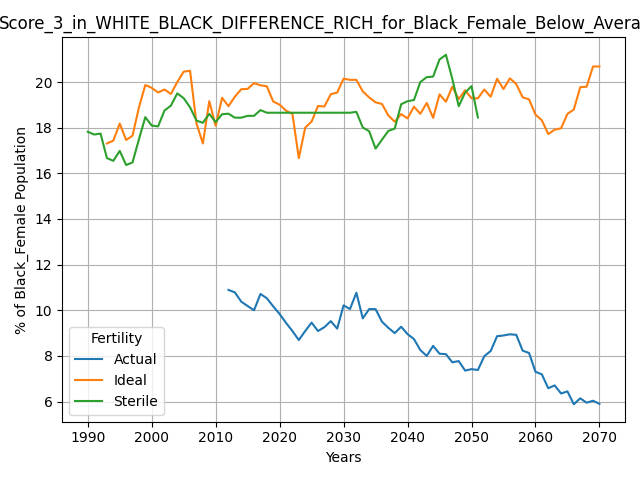 Score_3_in_WHITE_BLACK_DIFFERENCE_RICH_for_Black_Female_Below_Avera
% of Black_Female Population
20
18
16
14
12
10
8
6
Fertility
Actual
Ideal
Sterile
1990 2000 2010 2020 2030 2040 2050 2060 2070
Years